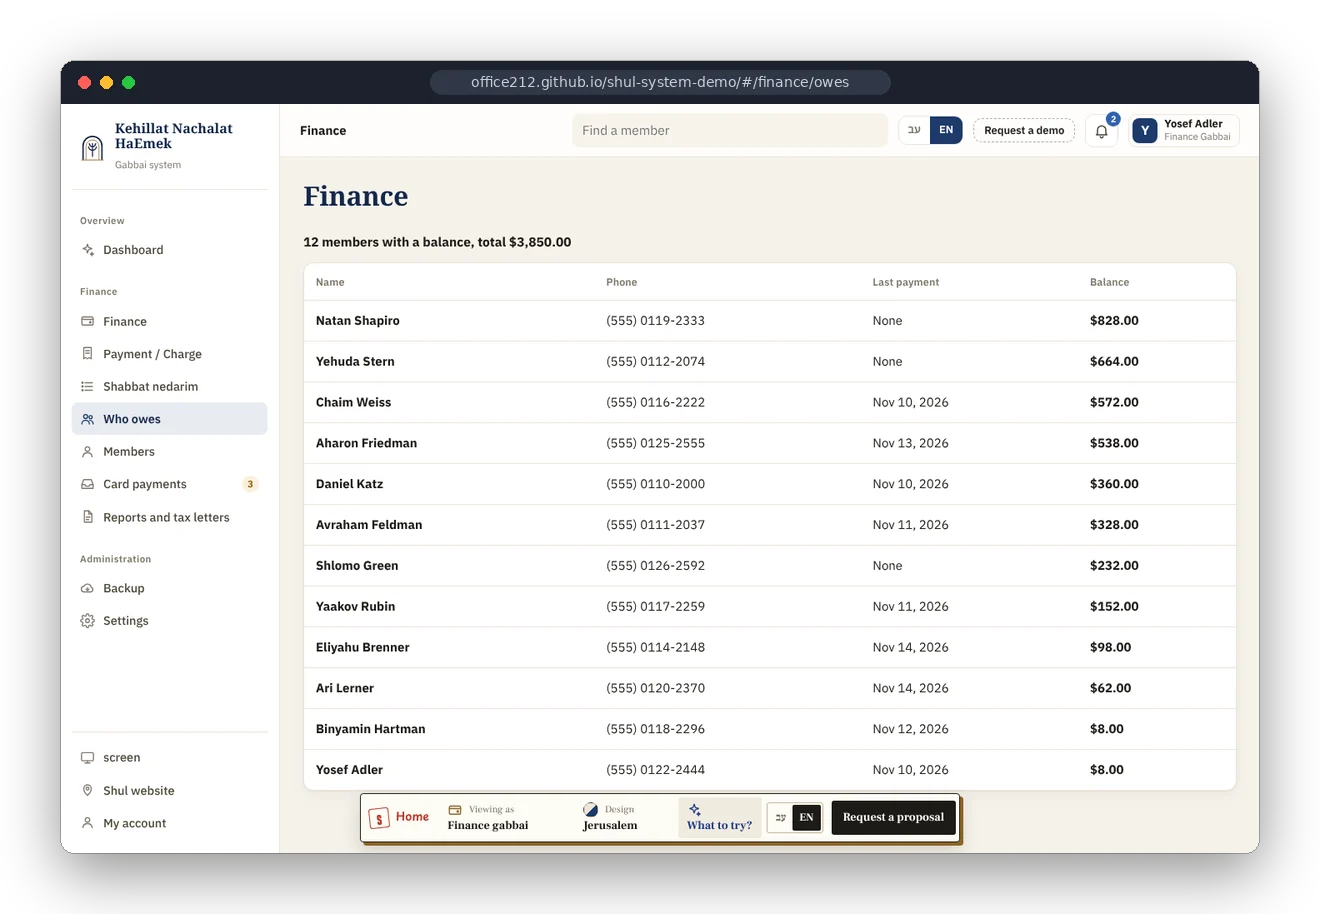 office212.github.io/shul-system-demo/#/finance/owes
Kehillat Nachalat
HaEmek
Gabbai system
Overview
Dashboard
Finance
Finance
Payment / Charge
Shabbat nedarim
Who owes
Members
Card payments 3
Reports and tax letters
Administration
Backup
Settings
screen
Shul website
My account
Finance
Find a member
עב EN
Request a demo
2
Y
Yosef Adler
Finance Gabbai
Finance
12 members with a balance, total $3,850.00
Name Phone Last payment Balance
Natan Shapiro (555) 0119-2333 None $828.00
Yehuda Stern (555) 0112-2074 None $664.00
Chaim Weiss (555) 0116-2222 Nov 10, 2026 $572.00
Aharon Friedman (555) 0125-2555 Nov 13, 2026 $538.00
Daniel Katz (555) 0110-2000 Nov 10, 2026 $360.00
Avraham Feldman (555) 0111-2037 Nov 11, 2026 $328.00
Shlomo Green (555) 0126-2592 None $232.00
Yaakov Rubin (555) 0117-2259 Nov 11, 2026 $152.00
Eliyahu Brenner (555) 0114-2148 Nov 14, 2026 $98.00
Ari Lerner (555) 0120-2370 Nov 14, 2026 $62.00
Binyamin Hartman (555) 0118-2296 Nov 12, 2026 $8.00
Yosef Adler (555) 0122-2444 Nov 10, 2026 $8.00
Home
Viewing as
Finance gabbai
Design
Jerusalem
What to try?
עב EN
Request a proposal